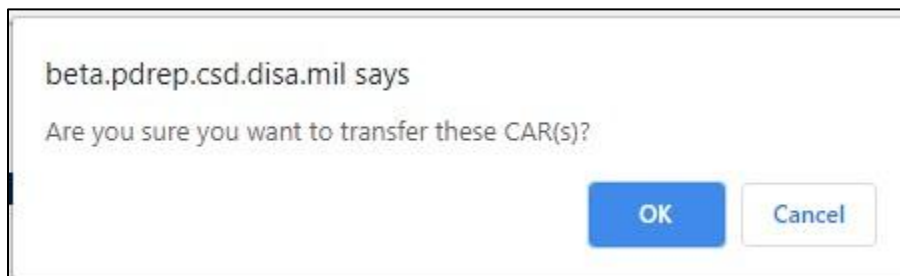 beta.pdrep.csd.disa.mil says
Are you sure you want to transfer these CAR(s)?
OK Cancel